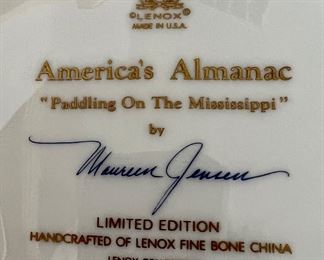 ©LENOX®
MADE IN U.S.A.
America's Almanac
"Paddling On The Mississippi"
by
Maureen Jensen
LIMITED EDITION
HANDCRAFTED OF LENOX FINE BONE CHINA
LENOX